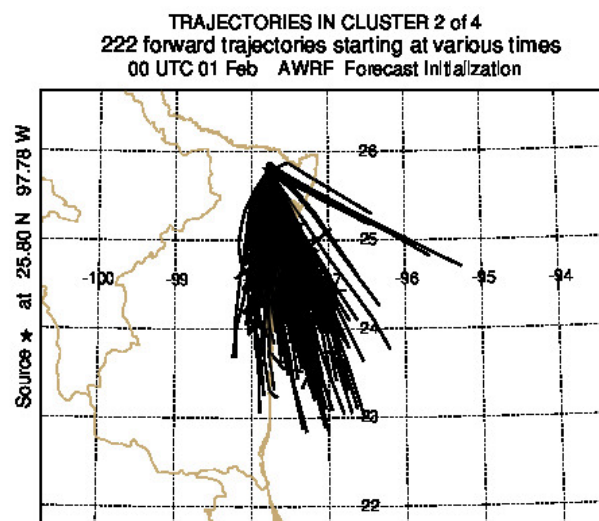 TRAJECTORIES IN CLUSTER 2 of 4
222 forward trajectories starting at various times
00 UTC 01 Feb AWRF Forecast Initialization
Source ★ at 25.80 N 97.78 W
26
25
-100
-99
-97
-96
-95
-94
24
22